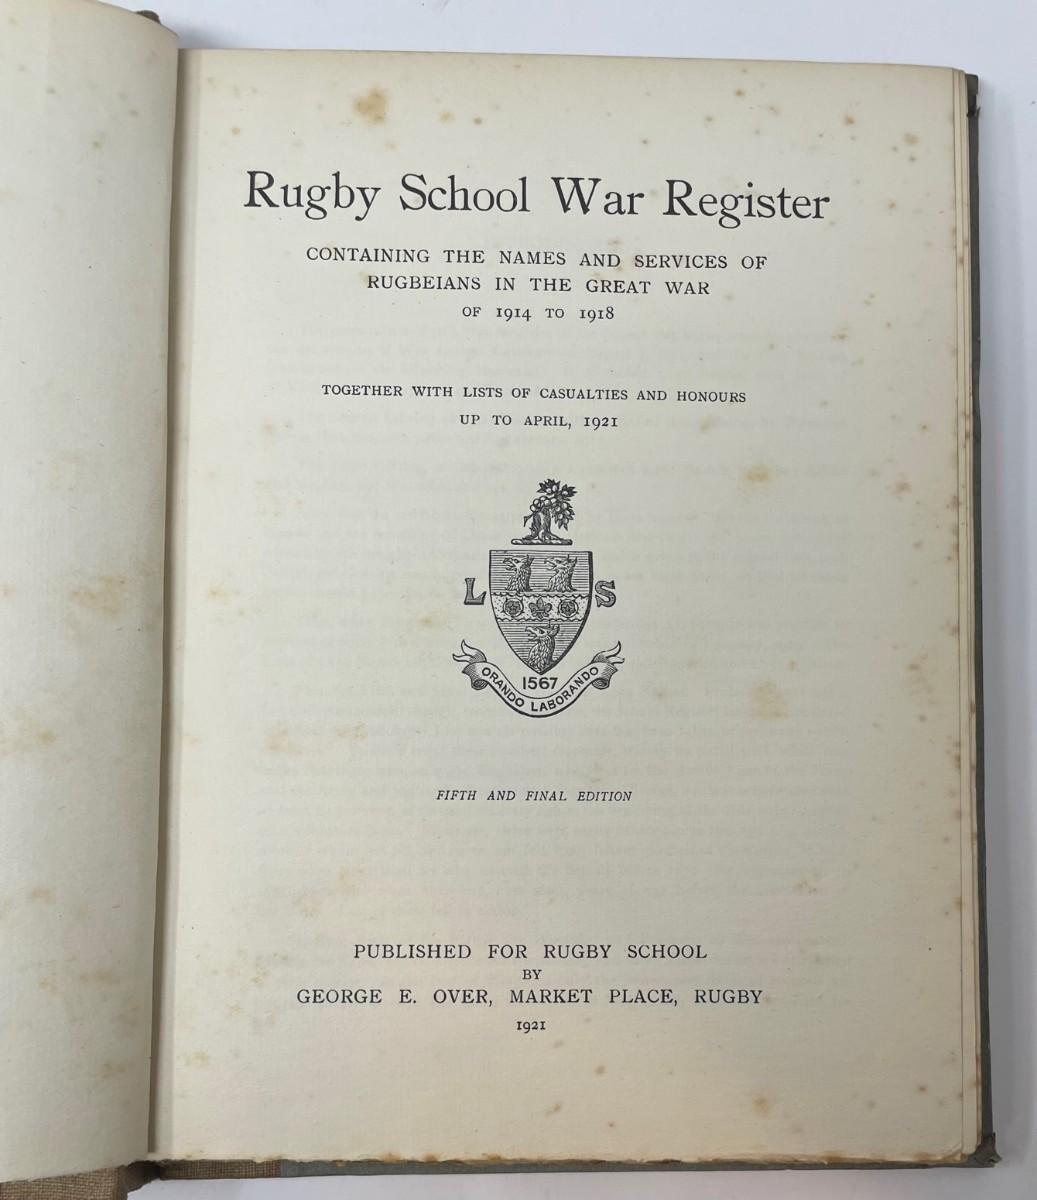 Rugby School War Register
CONTAINING THE NAMES AND SERVICES OF
RUGBEIANS IN THE GREAT WAR
OF 1914 TO 1918
TOGETHER WITH LISTS OF CASUALTIES AND HONOURS
UP TO APRIL, 1921
L S
1567
ORANDO LABORANDO
FIFTH AND FINAL EDITION
PUBLISHED FOR RUGBY SCHOOL
BY
GEORGE E. OVER, MARKET PLACE, RUGBY
1921